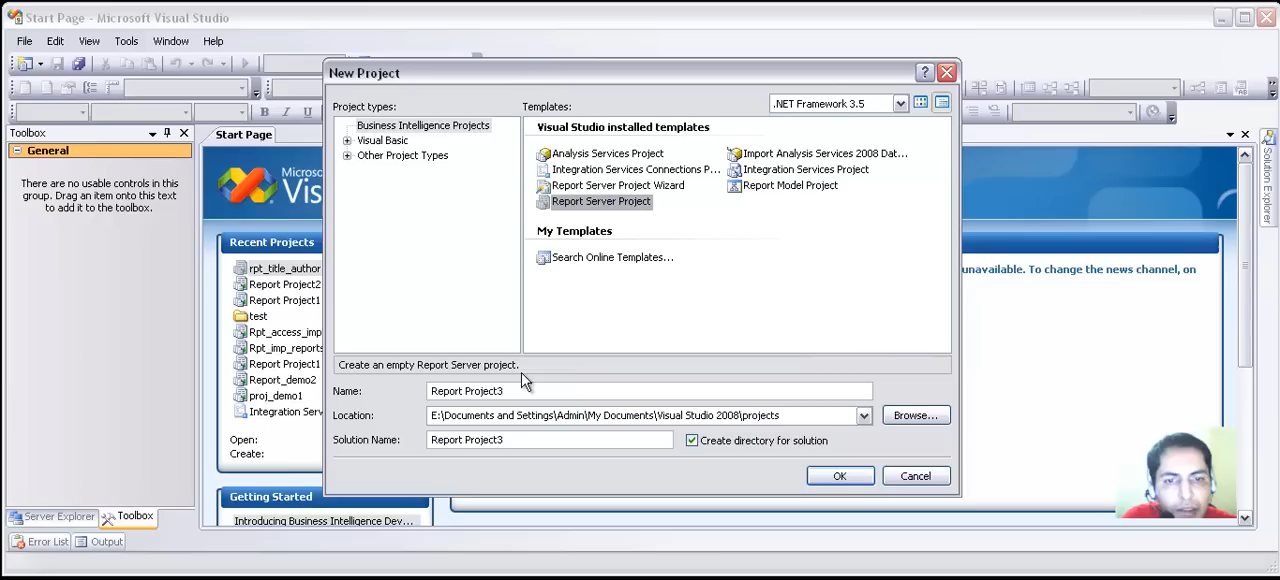 Start Page - Microsoft Visual Studio
File Edit View Tools Window Help
B I
Toolbox
Start Page
General
There are no usable controls in this
group. Drag an item onto this text
to add it to the toolbox.
Solution Explorer
Recent Projects
rpt_title_author
Report Project2
Report Project1
test
Rpt_access_imp
Rpt_imp_reports
Report Project1
Report_demo2
proj_demo1
Integration Serv
Open:
Create:
Getting Started
Introducing Business Intelligence Dev...
unavailable. To change the news channel, on
New Project
Project types:
Templates:
.NET Framework 3.5
Business Intelligence Projects
Visual Basic
Other Project Types
Visual Studio installed templates
Analysis Services Project
Import Analysis Services 2008 Dat...
Integration Services Connections P...
Integration Services Project
Report Server Project Wizard
Report Model Project
Report Server Project
My Templates
Search Online Templates...
Create an empty Report Server project.
Name:
Report Project3
Location:
E:\Documents and Settings\Admin\My Documents\Visual Studio 2008\projects
Browse...
Solution Name:
Report Project3
Create directory for solution
OK
Cancel
Server Explorer
Toolbox
Error List
Output